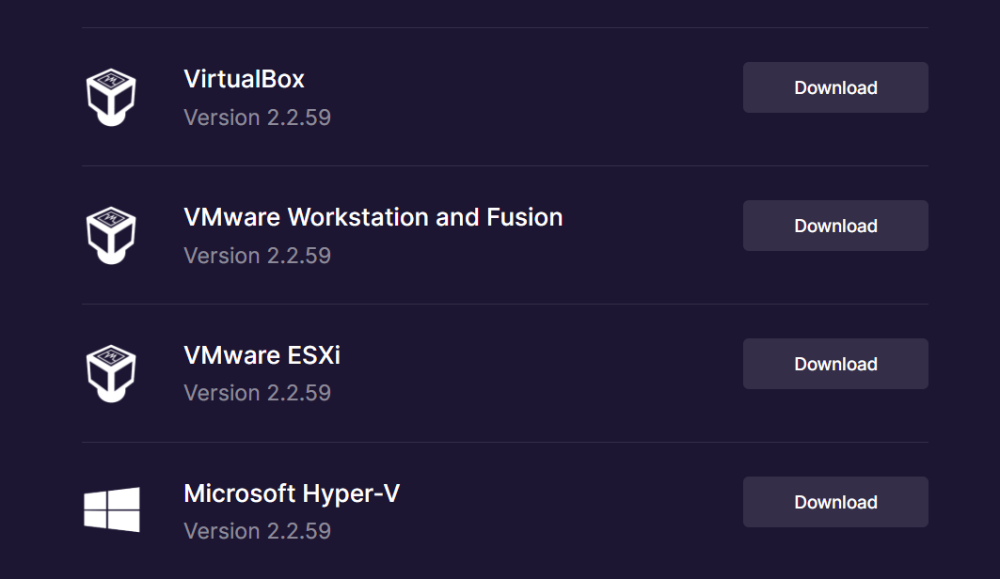 VirtualBox
Download
Version 2.2.59
VMware Workstation and Fusion
Download
Version 2.2.59
VMware ESXi
Download
Version 2.2.59
Microsoft Hyper-V
Download
Version 2.2.59